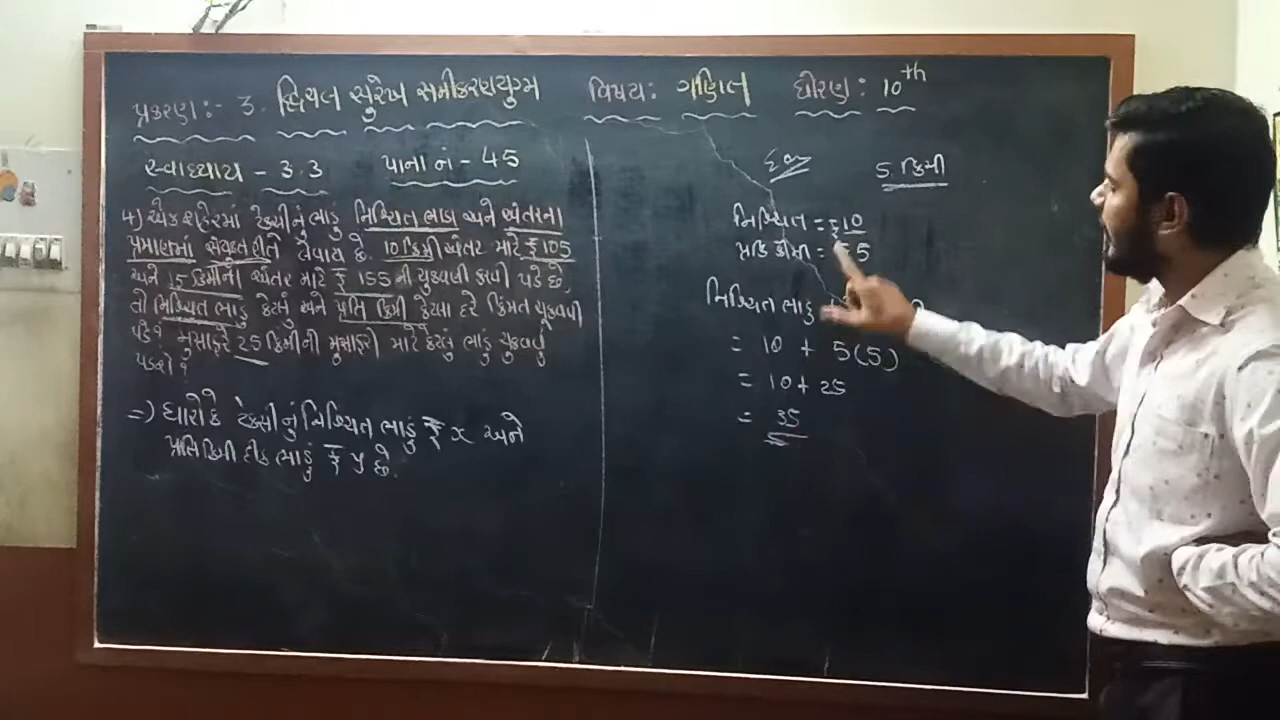 પ્રકરણ:- 3. દ્વિચલ સુરેખ સમીકરણયુગ્મ વિષય: ગણિત ધોરણ: 10th
સ્વાધ્યાય - 3.3 પાના નં - 45
4) એક શહેરમાં ટેક્સીનું ભાડું નિશ્ચિત ભાડા અને અંતરના
પ્રમાણમાં સંયુક્ત રીતે લેવાય છે. 10 કિમી અંતર માટે ₹ 105
અને 15 કિમીના અંતર માટે ₹ 155 ની ચુકવણી કરવી પડે છે,
તો નિશ્ચિત ભાડું કેટલું અને પ્રતિ કિમી કેટલા દરે કિંમત ચૂકવવી
પડે? મુસાફરે 25 કિમીની મુસાફરી માટે કેટલું ભાડું ચુકવવું
પડશે?
=) ધારો કે ટેક્સીનું નિશ્ચિત ભાડું ₹ x અને
પ્રતિ કિમી દીઠ ભાડું ₹ y છે.
5 કિમી
નિશ્ચિત = ₹10
પ્રતિ કીમી = ₹5
નિશ્ચિત ભાડું +
= 10 + 5(5)
= 10 + 25
= 35